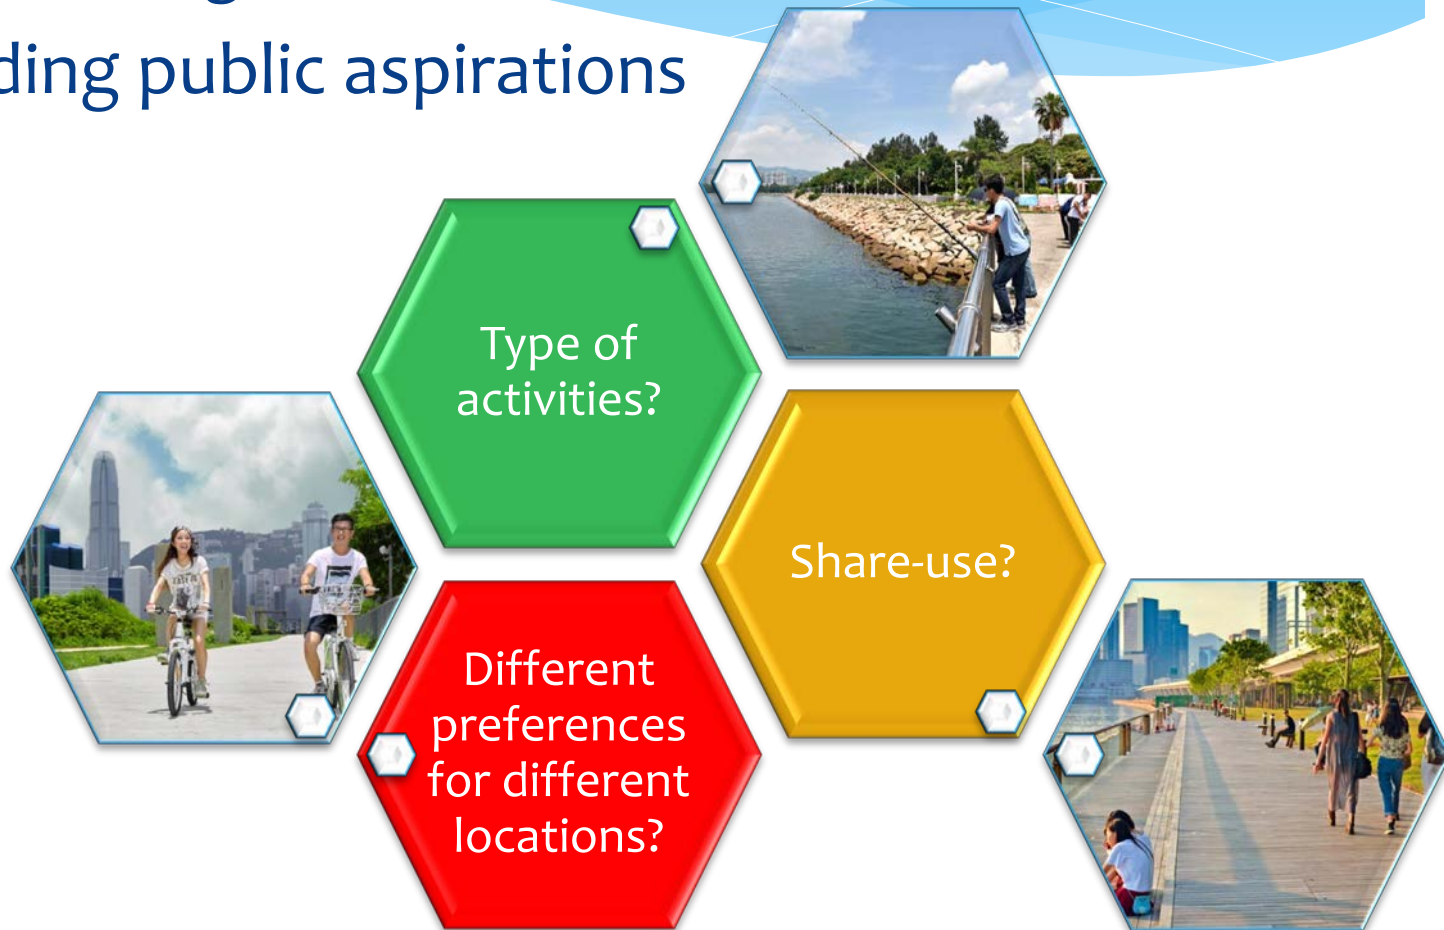 ding public aspirations
Type of
activities?
Share-use?
Different
preferences
for different
locations?